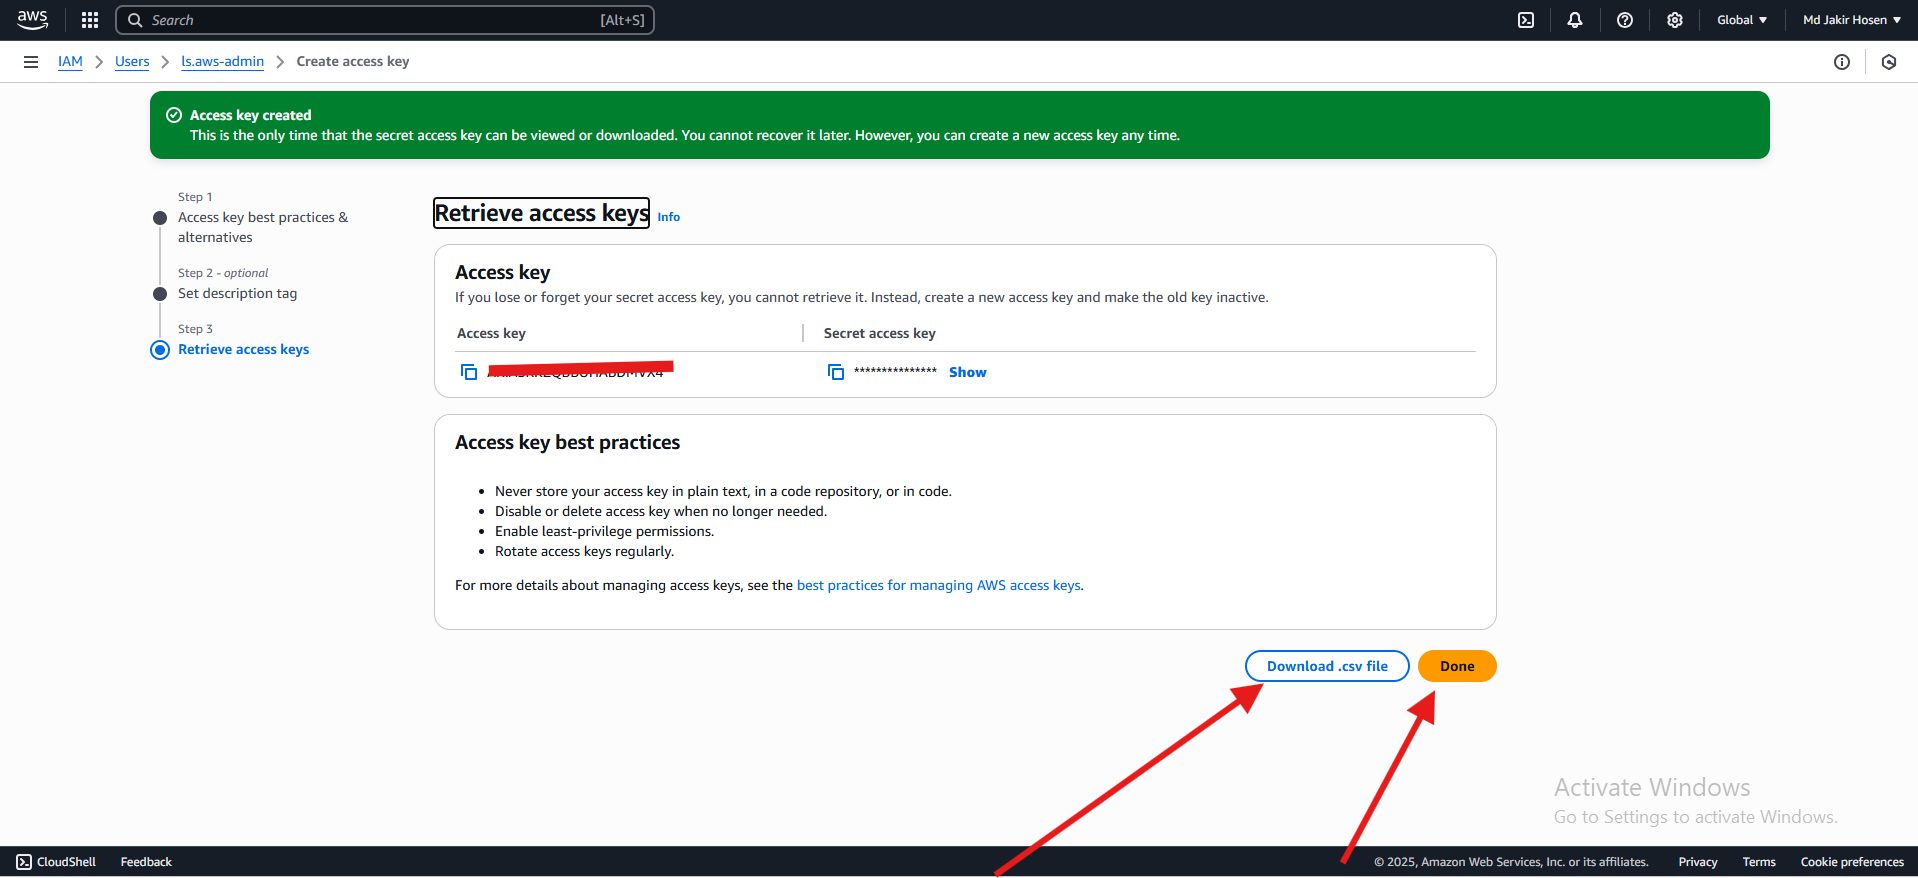 aws
Search
[Alt+S]
Global
Md Jakir Hosen
IAM > Users > ls.aws-admin > Create access key
Access key created
This is the only time that the secret access key can be viewed or downloaded. You cannot recover it later. However, you can create a new access key any time.
Step 1
Access key best practices &
alternatives
Step 2 - optional
Set description tag
Step 3
Retrieve access keys
Retrieve access keys Info
Access key
If you lose or forget your secret access key, you cannot retrieve it. Instead, create a new access key and make the old key inactive.
Access key
Secret access key
*************** Show
Access key best practices
• Never store your access key in plain text, in a code repository, or in code.
• Disable or delete access key when no longer needed.
• Enable least-privilege permissions.
• Rotate access keys regularly.
For more details about managing access keys, see the best practices for managing AWS access keys.
Download .csv file
Done
Activate Windows
Go to Settings to activate Windows.
CloudShell
Feedback
© 2025, Amazon Web Services, Inc. or its affiliates.
Privacy
Terms
Cookie preferences